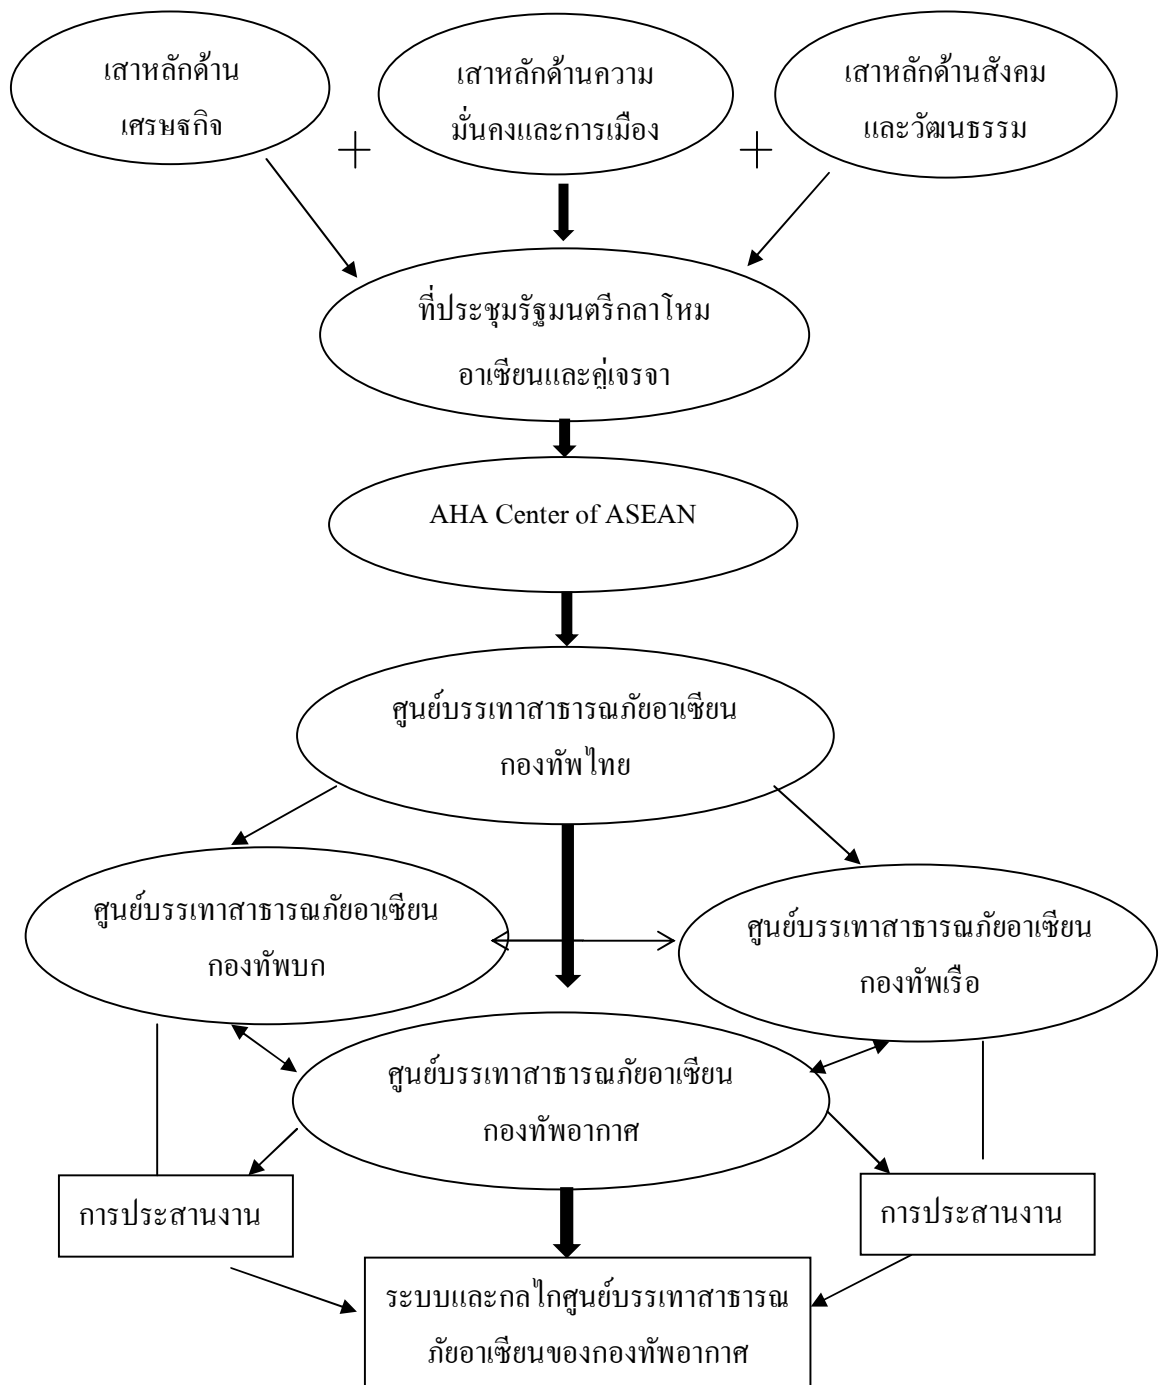 เสาหลักด้าน
เศรษฐกิจ
เสาหลักด้านความ
มั่นคงและการเมือง
เสาหลักด้านสังคม
และวัฒนธรรม
ที่ประชุมรัฐมนตรีกลาโหม
อาเซียนและคู่เจรจา
AHA Center of ASEAN
ศูนย์บรรเทาสาธารณภัยอาเซียน
กองทัพไทย
ศูนย์บรรเทาสาธารณภัยอาเซียน
กองทัพบก
ศูนย์บรรเทาสาธารณภัยอาเซียน
กองทัพเรือ
ศูนย์บรรเทาสาธารณภัยอาเซียน
กองทัพอากาศ
การประสานงาน
การประสานงาน
ระบบและกลไกศูนย์บรรเทาสาธารณ
ภัยอาเซียนของกองทัพอากาศ